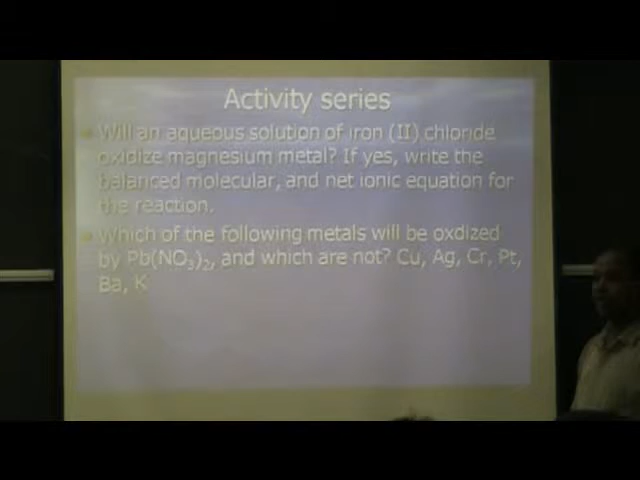 Activity series
Will an aqueous solution of iron (II) chloride
oxidize magnesium metal? If yes, write the
balanced molecular, and net ionic equation for
the reaction.
Which of the following metals will be oxdized
by Pb(NO₃)₂, and which are not? Cu, Ag, Cr, Pt,
Ba, K